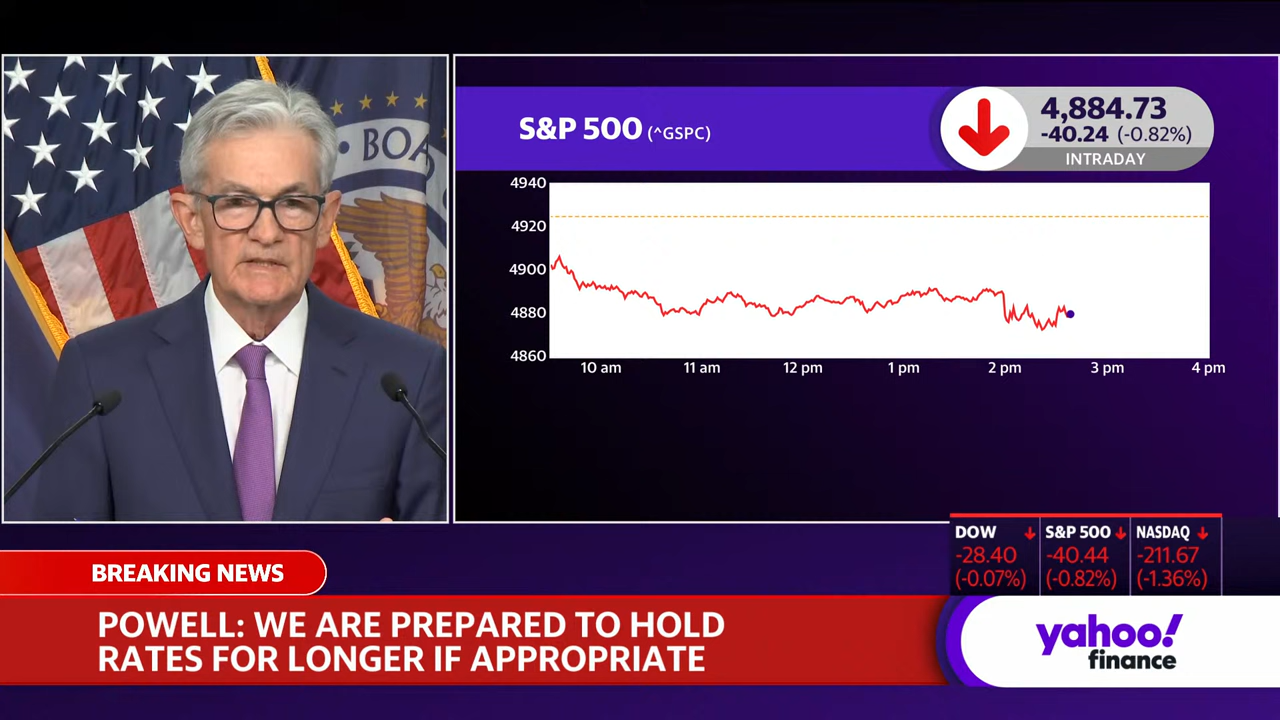 BOA
S&P 500 (^GSPC)
4,884.73
-40.24 (-0.82%)
INTRADAY
4940
4920
4900
4880
4860
10 am 11 am 12 pm 1 pm 2 pm 3 pm 4 pm
DOW S&P 500 NASDAQ
-28.40 -40.44 -211.67
(-0.07%) (-0.82%) (-1.36%)
BREAKING NEWS
POWELL: WE ARE PREPARED TO HOLD
RATES FOR LONGER IF APPROPRIATE
yahoo!
finance